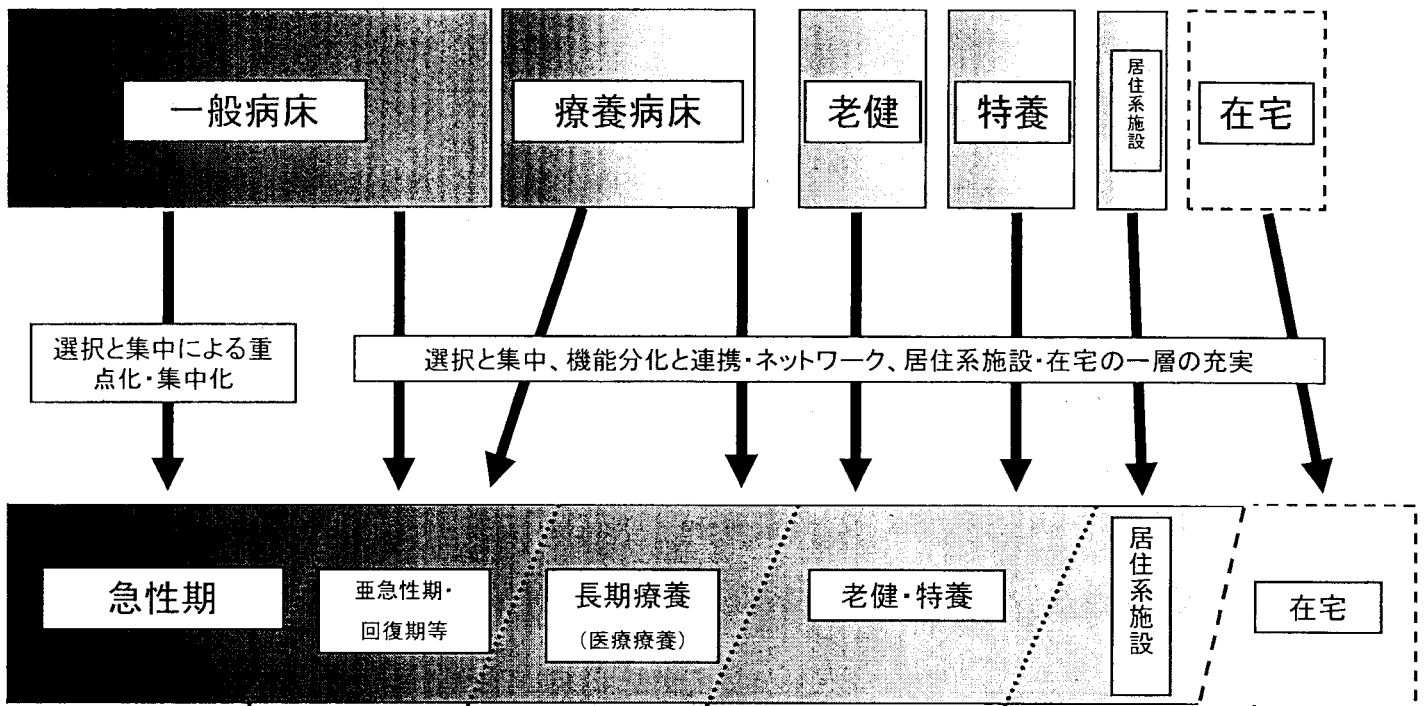 一般病床
療養病床
老健
特養
居住系施設
在宅
選択と集中による重
点化・集中化
選択と集中、機能分化と連携・ネットワーク、居住系施設・在宅の一層の充実
急性期
亜急性期・
回復期等
長期療養
(医療療養)
老健・特養
居住系施設
在宅